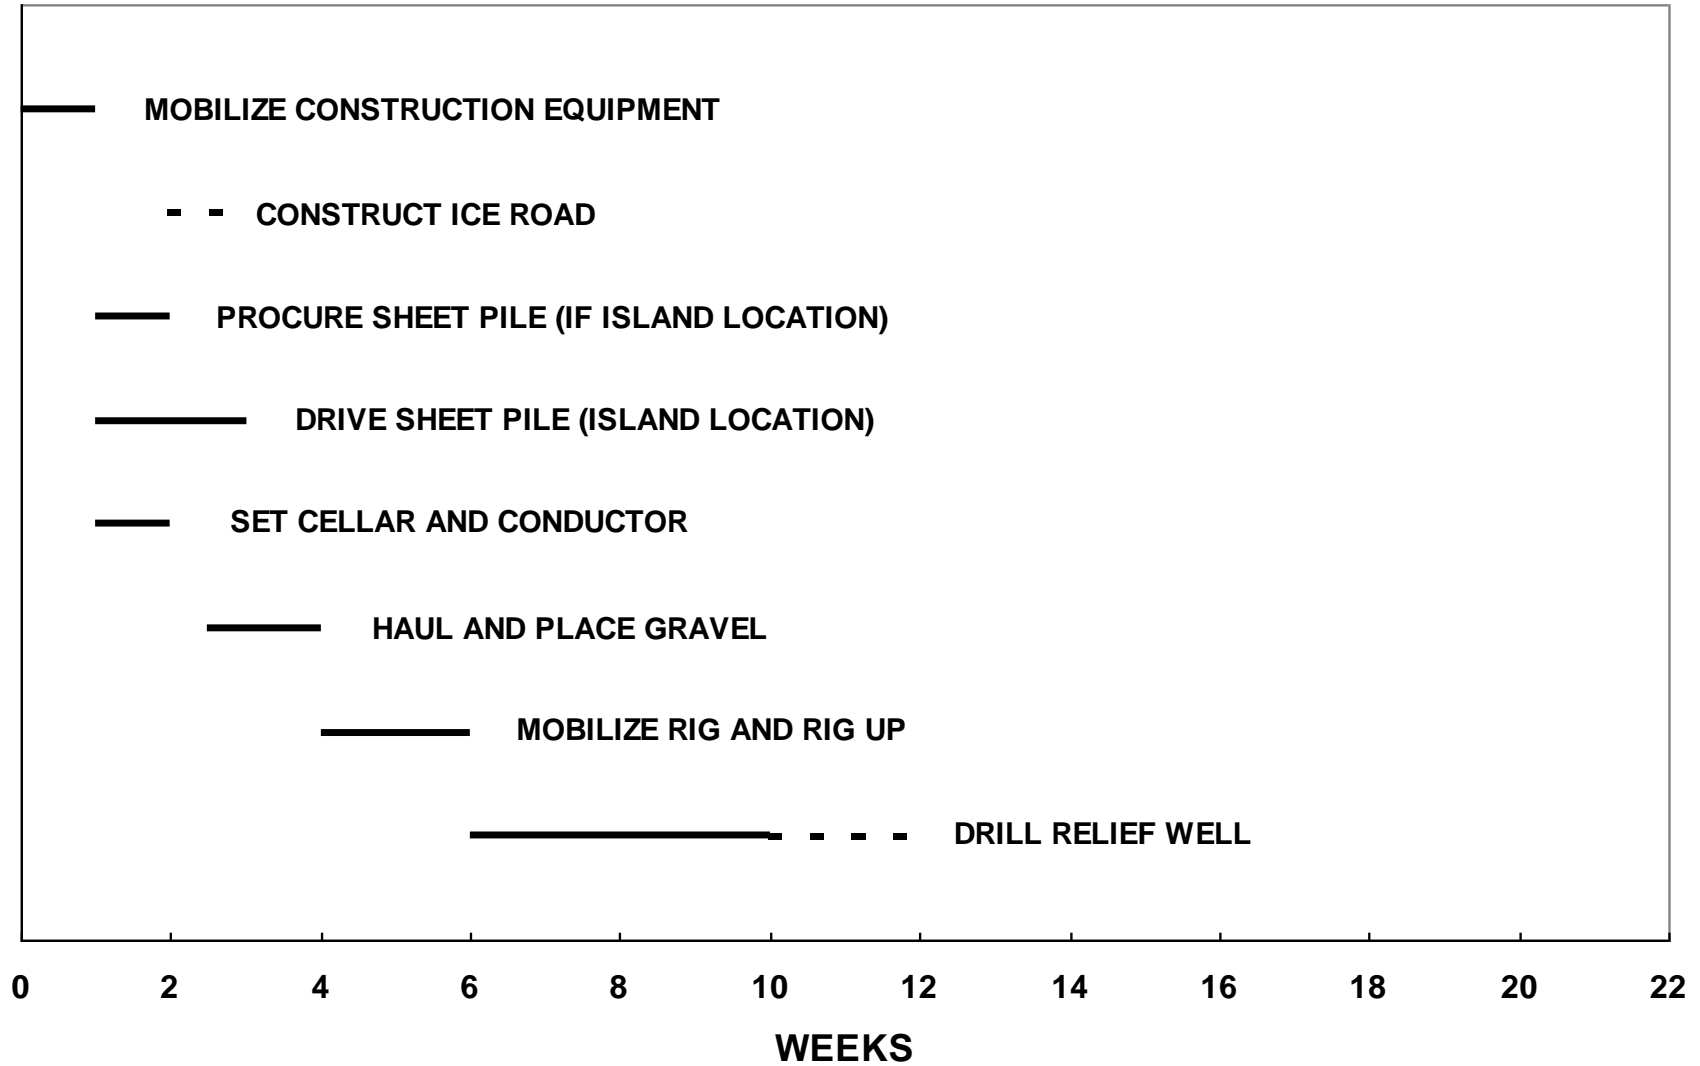 MOBILIZE CONSTRUCTION EQUIPMENT
CONSTRUCT ICE ROAD
PROCURE SHEET PILE (IF ISLAND LOCATION)
DRIVE SHEET PILE (ISLAND LOCATION)
SET CELLAR AND CONDUCTOR
HAUL AND PLACE GRAVEL
MOBILIZE RIG AND RIG UP
DRILL RELIEF WELL
0 2 4 6 8 10 12 14 16 18 20 22
WEEKS